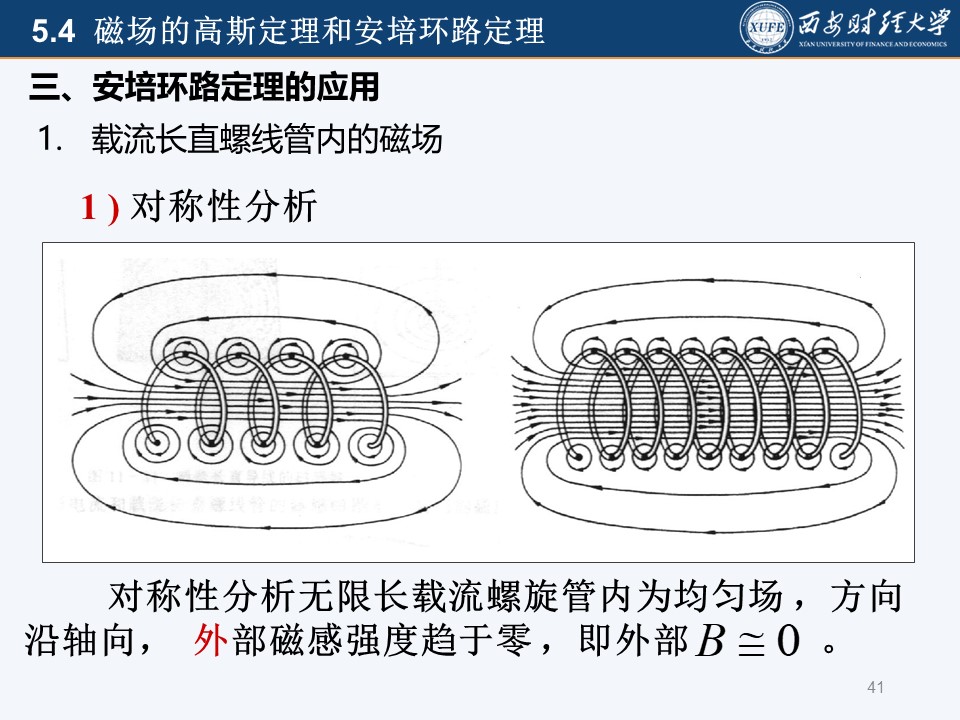 5.4 磁场的高斯定理和安培环路定理
XUFE
西安财经大学
XI'AN UNIVERSITY OF FINANCE AND ECONOMICS
三、安培环路定理的应用
1. 载流长直螺线管内的磁场
1 ) 对称性分析
对称性分析无限长载流螺旋管内为均匀场，方向
沿轴向， 外部磁感强度趋于零，即外部 B ≅ 0 。
41